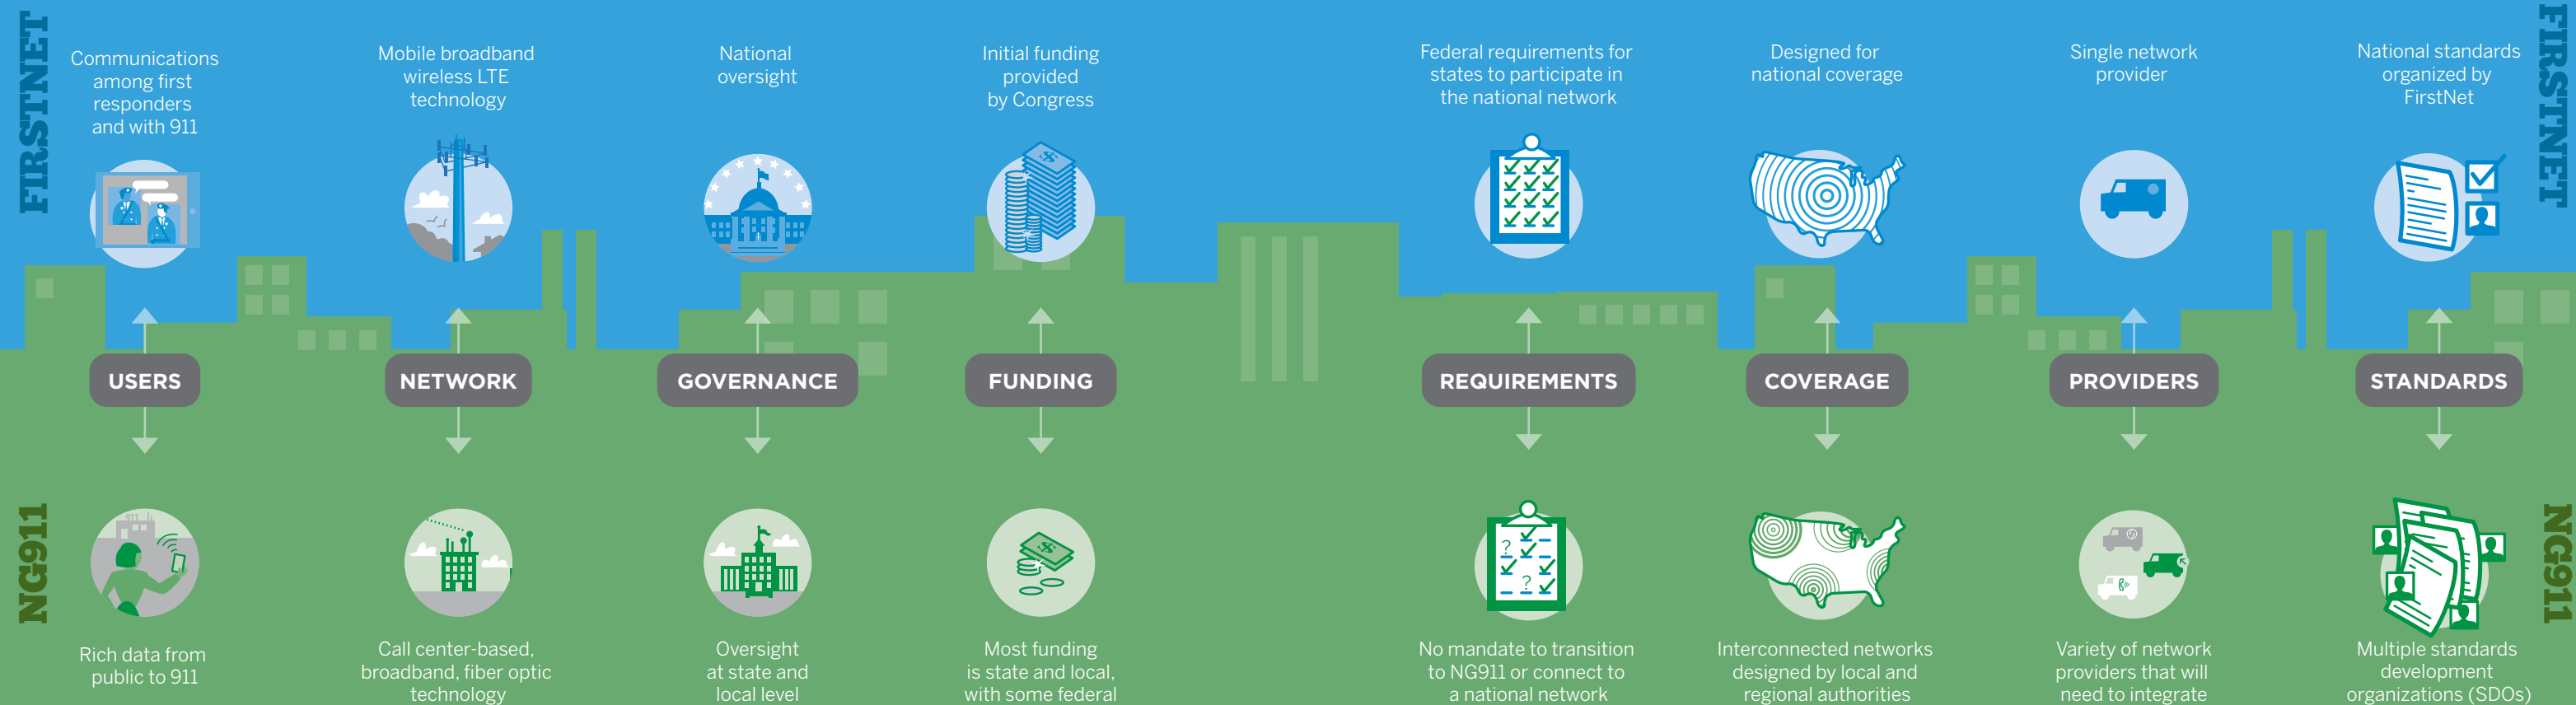 FIRSTNET
Communications
among first
responders
and with 911
Mobile broadband
wireless LTE
technology
National
oversight
Initial funding
provided
by Congress
Federal requirements for
states to participate in
the national network
Designed for
national coverage
Single network
provider
National standards
organized by
FirstNet
FIRSTNET
$
USERS
NETWORK
GOVERNANCE
FUNDING
REQUIREMENTS
COVERAGE
PROVIDERS
STANDARDS
NG911
911
$
?
?
NG911
Rich data from
public to 911
Call center-based,
broadband, fiber optic
technology
Oversight
at state and
local level
Most funding
is state and local,
with some federal
No mandate to transition
to NG911 or connect to
a national network
Interconnected networks
designed by local and
regional authorities
Variety of network
providers that will
need to integrate
Multiple standards
development
organizations (SDOs)